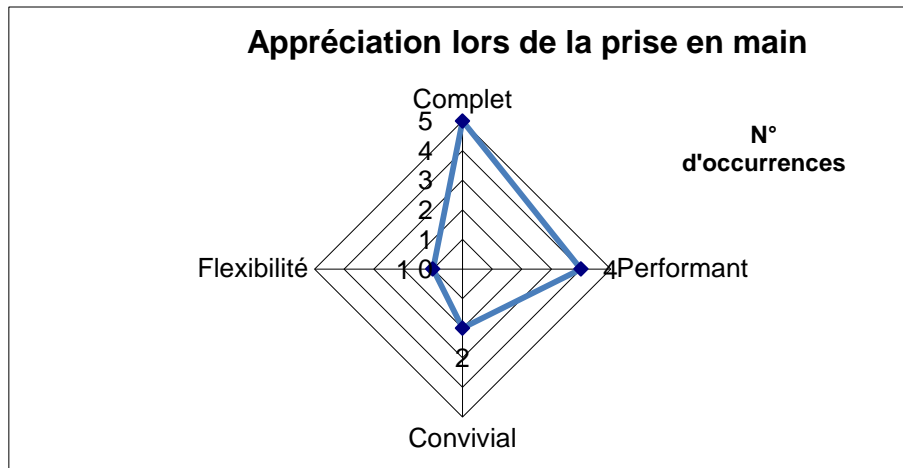 Appréciation lors de la prise en main
Complet
N°
d'occurrences
5
4
3
2
1
Flexibilité
1
0
4
Performant
2
Convivial